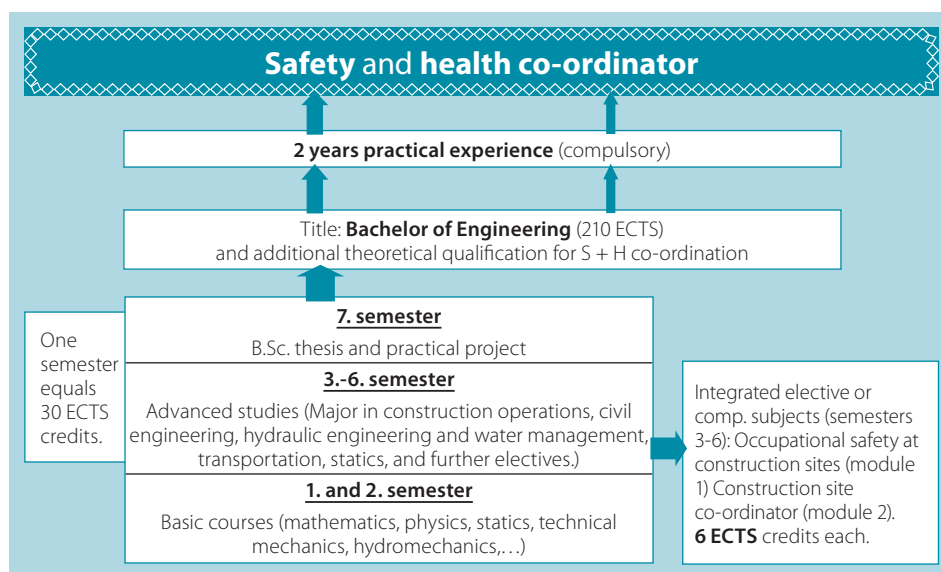 Safety and health co-ordinator
2 years practical experience (compulsory)
Title: Bachelor of Engineering (210 ECTS)
and additional theoretical qualification for S + H co-ordination
7. semester
B.Sc. thesis and practical project
One
semester
equals
30 ECTS
credits.
3.-6. semester
Advanced studies (Major in construction operations, civil
engineering, hydraulic engineering and water management,
transportation, statics, and further electives.)
1. and 2. semester
Basic courses (mathematics, physics, statics, technical
mechanics, hydromechanics,…)
Integrated elective or
comp. subjects (semesters
3-6): Occupational safety at
construction sites (module
1) Construction site
co-ordinator (module 2).
6 ECTS credits each.